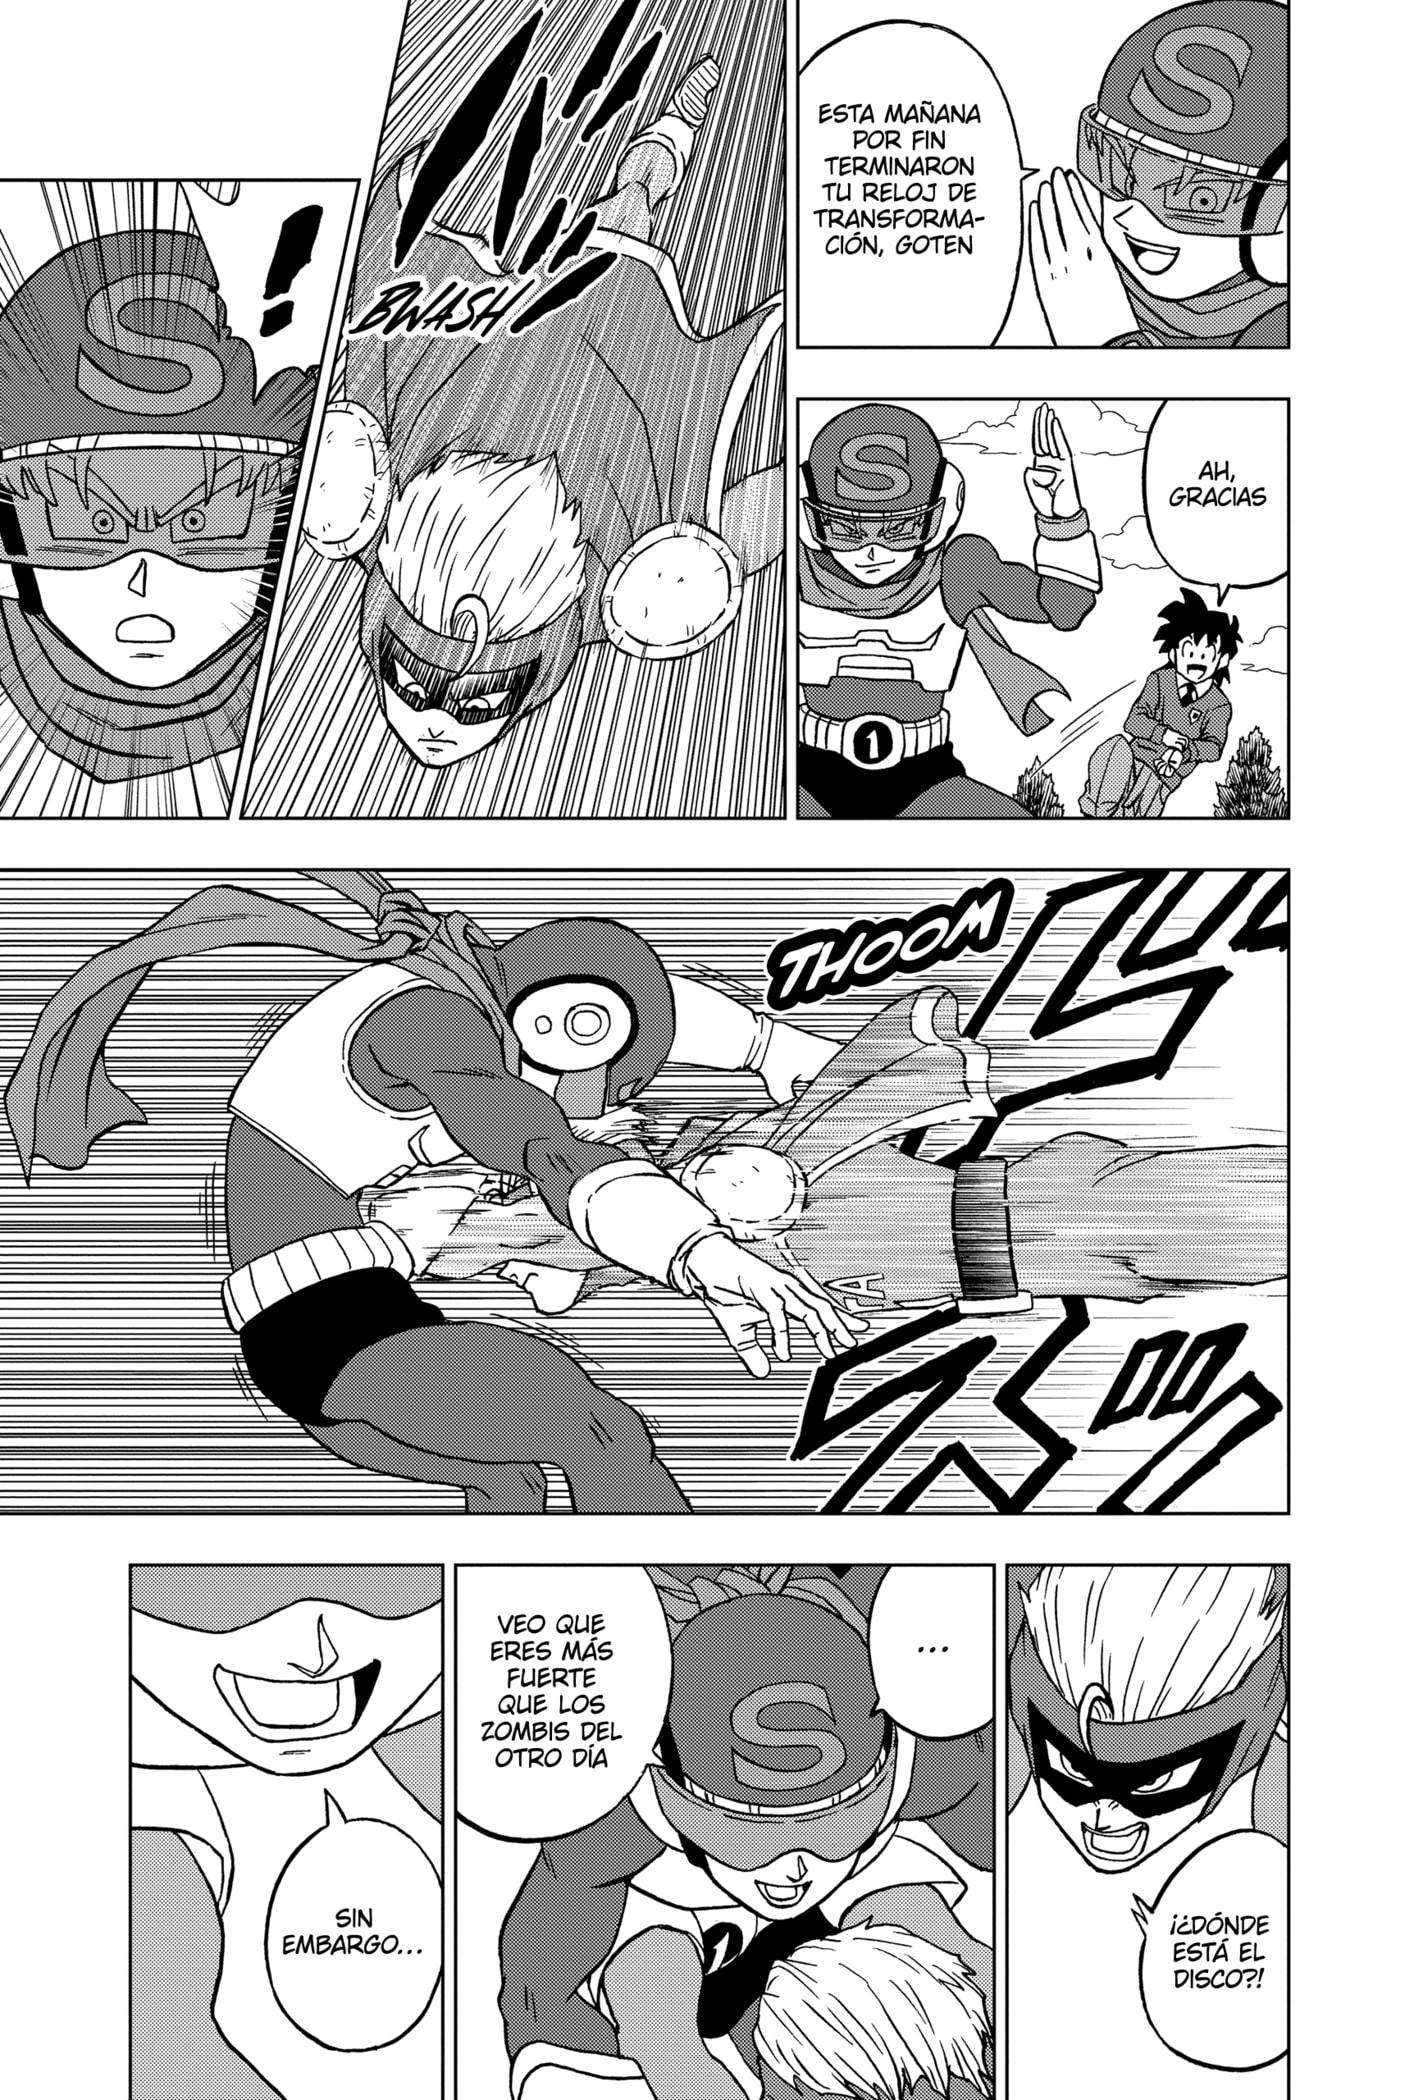 ESTA MAÑANA
POR FIN
TERMINARON
TU RELOJ DE
TRANSFORMA-
CIÓN, GOTEN
S
AH,
GRACIAS
S
1
BWASH
!
S
THOOM
A
¡¿DÓNDE
ESTÁ EL
DISCO?!
...
VEO QUE
ERES MÁS
FUERTE
QUE LOS
ZOMBIS DEL
OTRO DÍA
S
1
SIN
EMBARGO...